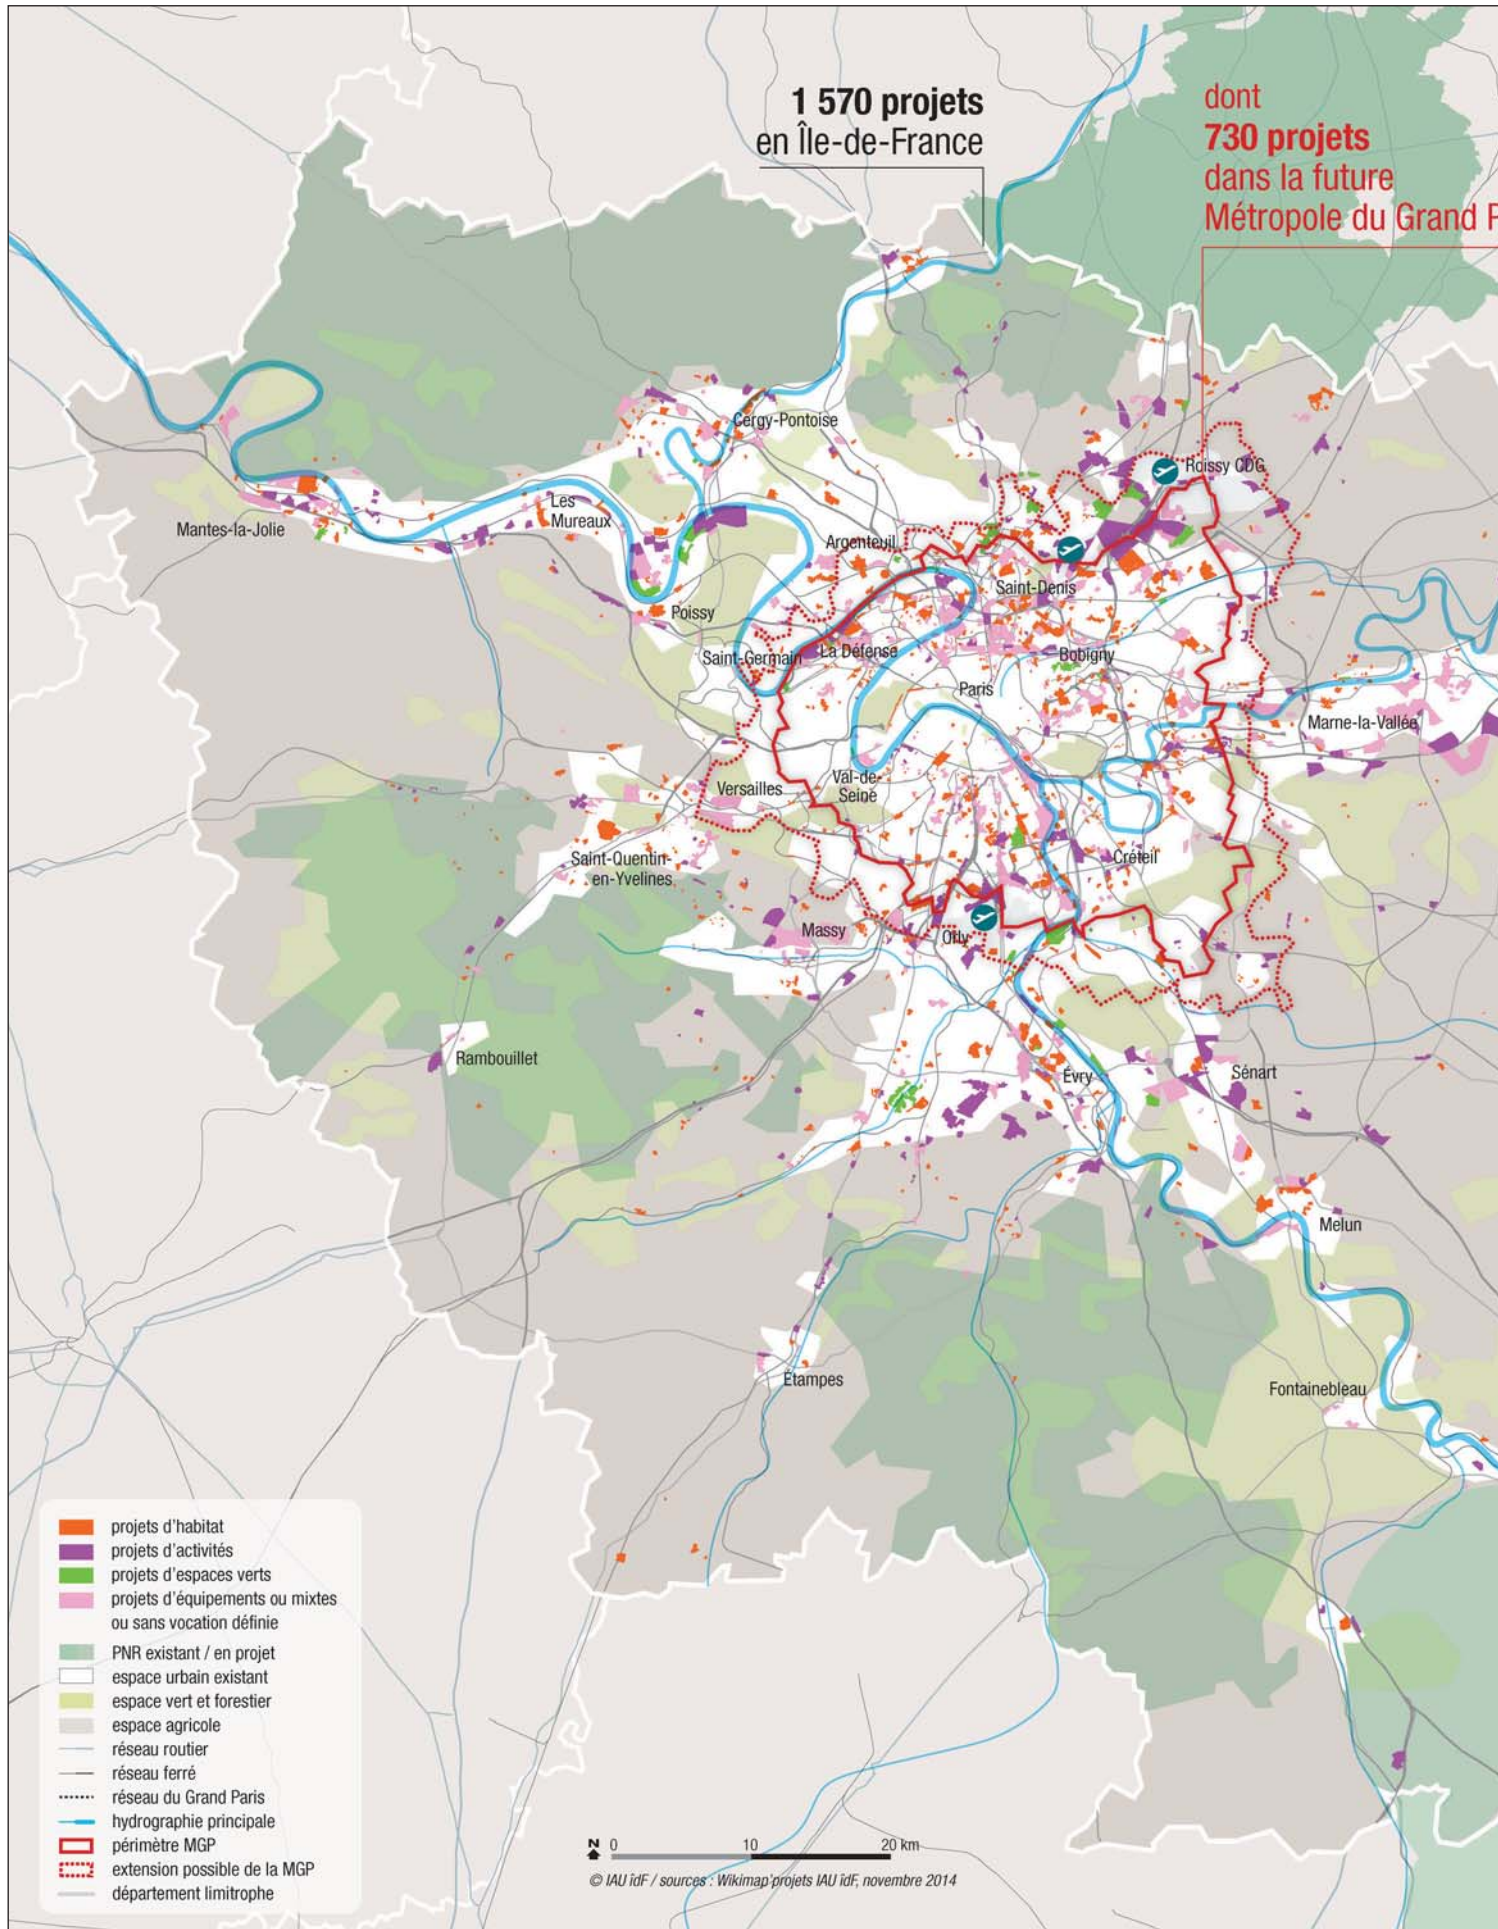 1 570 projets
en Île-de-France
dont
730 projets
dans la future
Métropole du Grand P
Cergy-Pontoise
Roissy CDG
Mantes-la-Jolie
Les
Mureaux
Argenteuil
Saint-Denis
Poissy
Saint-Germain
La Défense
Bobigny
Paris
Marne-la-Vallée
Versailles
Val-de-
Seine
Saint-Quentin-
en-Yvelines
Créteil
Massy
Orly
Rambouillet
Évry
Sénart
Melun
Étampes
Fontainebleau
projets d'habitat
projets d'activités
projets d'espaces verts
projets d'équipements ou mixtes
ou sans vocation définie
PNR existant / en projet
espace urbain existant
espace vert et forestier
espace agricole
réseau routier
réseau ferré
réseau du Grand Paris
hydrographie principale
périmètre MGP
extension possible de la MGP
département limitrophe
N 0 10 20 km
© IAU îdF / sources : Wikimap'projets IAU îdF, novembre 2014